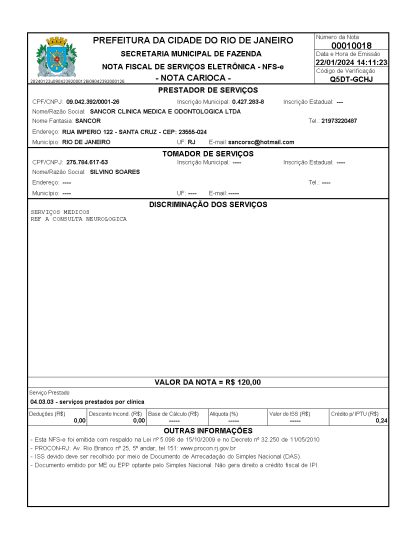 PREFEITURA DA CIDADE DO RIO DE JANEIRO
SECRETARIA MUNICIPAL DE FAZENDA
NOTA FISCAL DE SERVIÇOS ELETRÔNICA - NFS-e
- NOTA CARIOCA -
Número da Nota
00010018
Data e Hora de Emissão
22/01/2024 14:11:23
Código de Verificação
Q5DT-GCHJ
PRESTADOR DE SERVIÇOS
CPF/CNPJ: 09.042.392/0001-26 Inscrição Municipal: 0.427.283-8 Inscrição Estadual: ---
Nome/Razão Social: SANCOR CLINICA MEDICA E ODONTOLOGICA LTDA
Nome Fantasia: SANCOR Tel.: 21973220487
Endereço: RUA IMPERIO 122 - SANTA CRUZ - CEP: 23555-024
Município: RIO DE JANEIRO UF: RJ E-mail: sancorsc@hotmail.com
TOMADOR DE SERVIÇOS
CPF/CNPJ: 275.784.617-53 Inscrição Municipal: ---- Inscrição Estadual: ----
Nome/Razão Social: SILVINO SOARES
Endereço: ---- Tel.: ----
Município: ---- UF: ---- E-mail: -----
DISCRIMINAÇÃO DOS SERVIÇOS
SERVIÇOS MEDICOS
REF A CONSULTA NEUROLOGICA
VALOR DA NOTA = R$ 120,00
Serviço Prestado
04.03.03 - serviços prestados por clínica
Deduções (R$) Desconto Incond. (R$) Base de Cálculo (R$) Alíquota (%) Valor do ISS (R$) Crédito p/IPTU (R$)
0,00 0,00 ----- ----- ----- 0,24
OUTRAS INFORMAÇÕES
- Esta NFS-e foi emitida com respaldo na Lei nº 5.098 de 15/10/2009 e no Decreto nº 32.250 de 11/05/2010
- PROCON-RJ: Av. Rio Branco nº 25, 5º andar, tel 151: www.procon.rj.gov.br
- ISS devido deve ser recolhido por meio de Documento de Arrecadação do Simples Nacional (DAS).
- Documento emitido por ME ou EPP optante pelo Simples Nacional. Não gera direito a crédito fiscal de IPI.